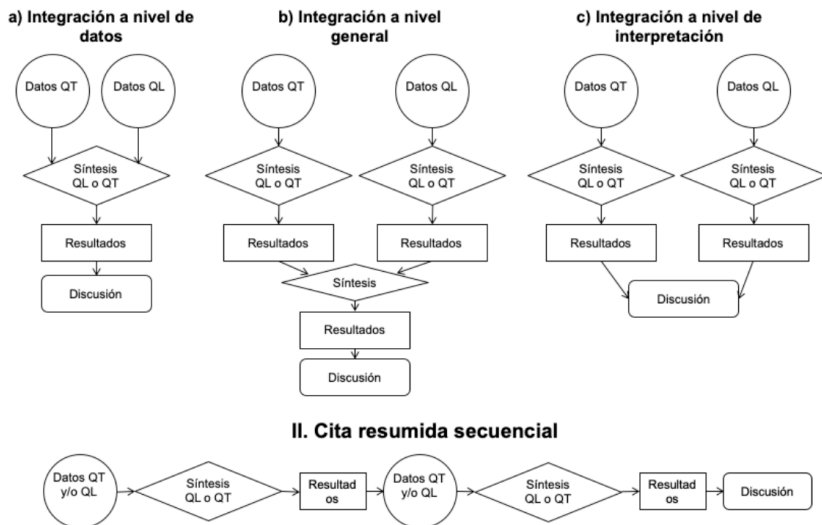 a) Integración a nivel de
datos
Datos QT
Datos QL
Síntesis
QL o QT
Resultados
Discusión
b) Integración a nivel
general
Datos QT
Datos QL
Síntesis
QL o QT
Síntesis
QL o QT
Resultados
Resultados
Síntesis
Resultados
Discusión
c) Integración a nivel de
interpretación
Datos QT
Datos QL
Síntesis
QL o QT
Síntesis
QL o QT
Resultados
Resultados
Discusión
II. Cita resumida secuencial
Datos QT
y/o QL
Síntesis
QL o QT
Resultad
os
Datos QT
y/o QL
Síntesis
QL o QT
Resultad
os
Discusión